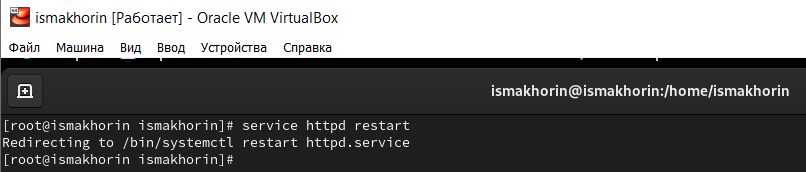 ismakhorin [Работает] - Oracle VM VirtualBox
Файл Машина Вид Ввод Устройства Справка
ismakhorin@ismakhorin:/home/ismakhorin
[root@ismakhorin ismakhorin]# service httpd restart
Redirecting to /bin/systemctl restart httpd.service
[root@ismakhorin ismakhorin]#